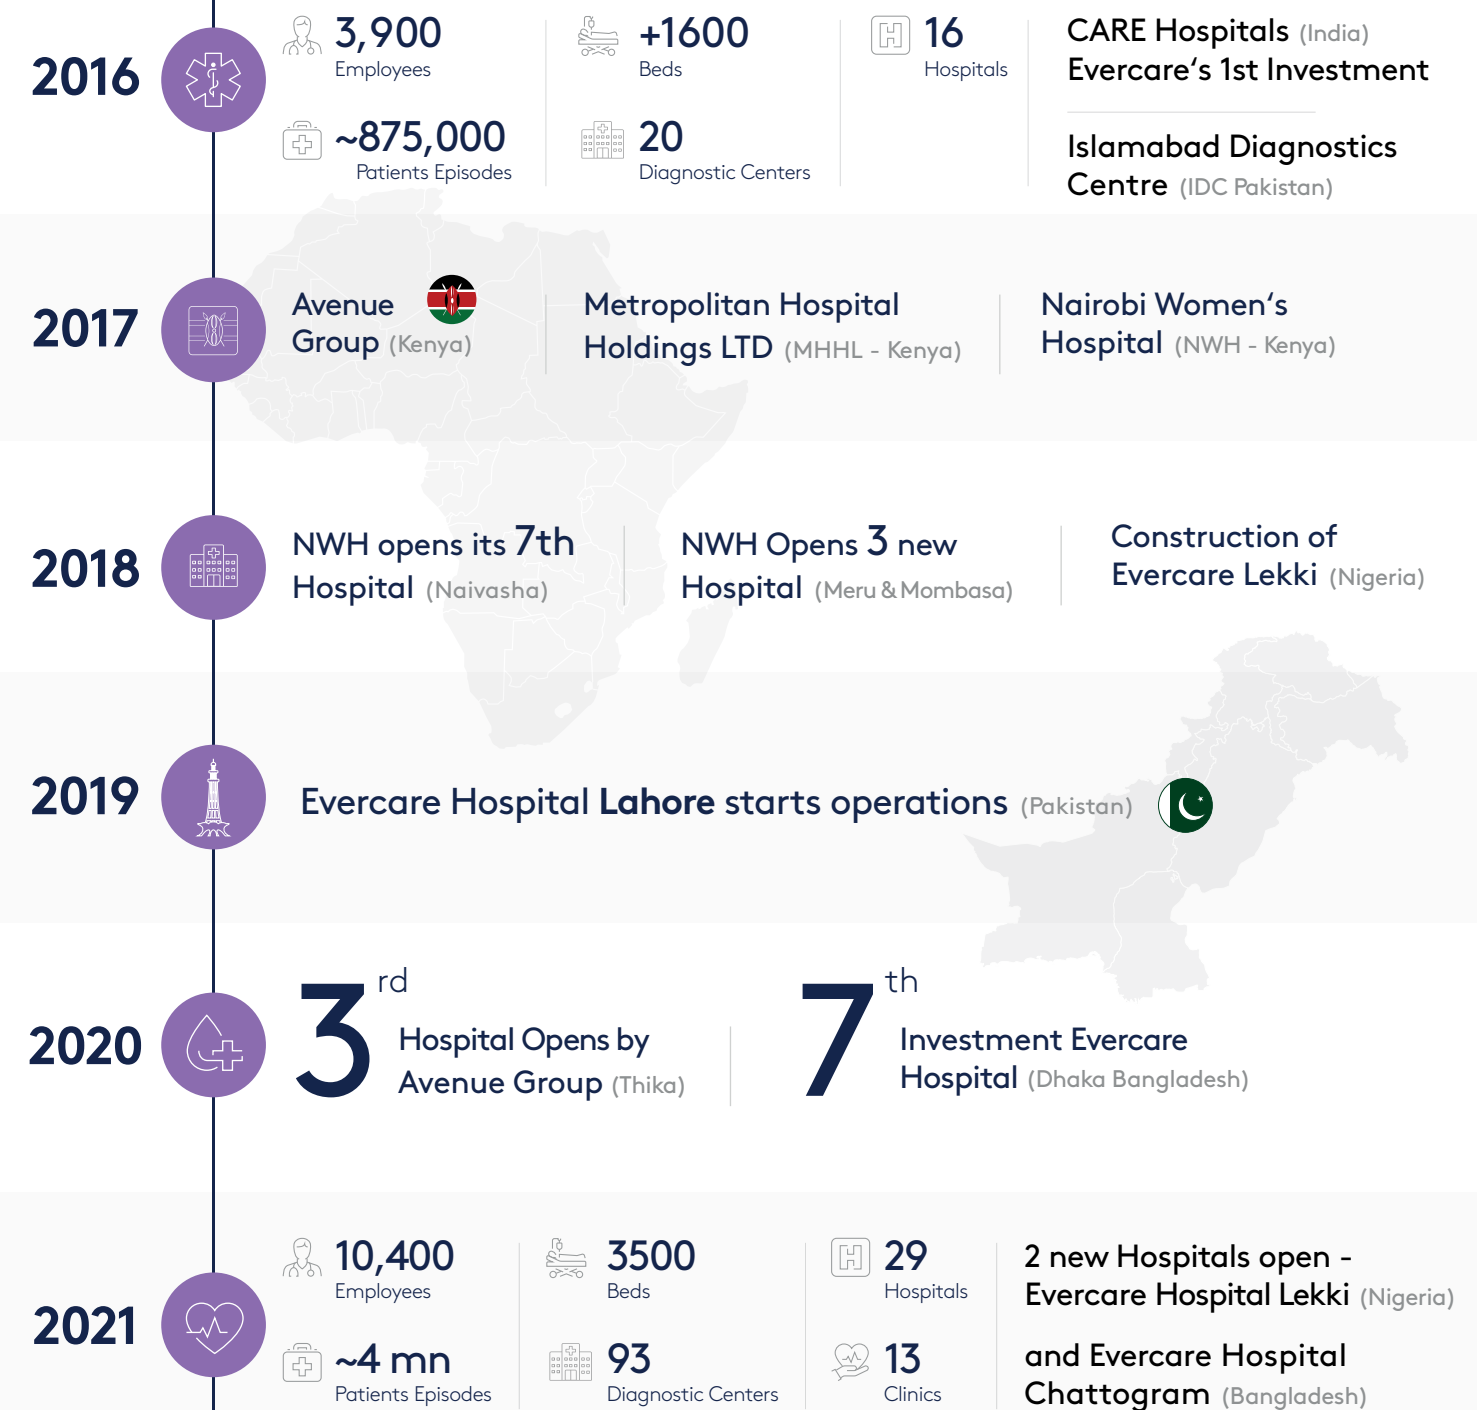 2016
3,900
Employees
+1600
Beds
16
Hospitals
~875,000
Patients Episodes
20
Diagnostic Centers
CARE Hospitals (India)
Evercare‘s 1st Investment
Islamabad Diagnostics
Centre (IDC Pakistan)
2017
Avenue
Group (Kenya)
Metropolitan Hospital
Holdings LTD (MHHL - Kenya)
Nairobi Women‘s
Hospital (NWH - Kenya)
2018
NWH opens its 7th
Hospital (Naivasha)
NWH Opens 3 new
Hospital (Meru & Mombasa)
Construction of
Evercare Lekki (Nigeria)
2019
Evercare Hospital Lahore starts operations (Pakistan)
2020
3rd
Hospital Opens by
Avenue Group (Thika)
7th
Investment Evercare
Hospital (Dhaka Bangladesh)
2021
10,400
Employees
3500
Beds
29
Hospitals
~4 mn
Patients Episodes
93
Diagnostic Centers
13
Clinics
2 new Hospitals open -
Evercare Hospital Lekki (Nigeria)
and Evercare Hospital
Chattogram (Bangladesh)